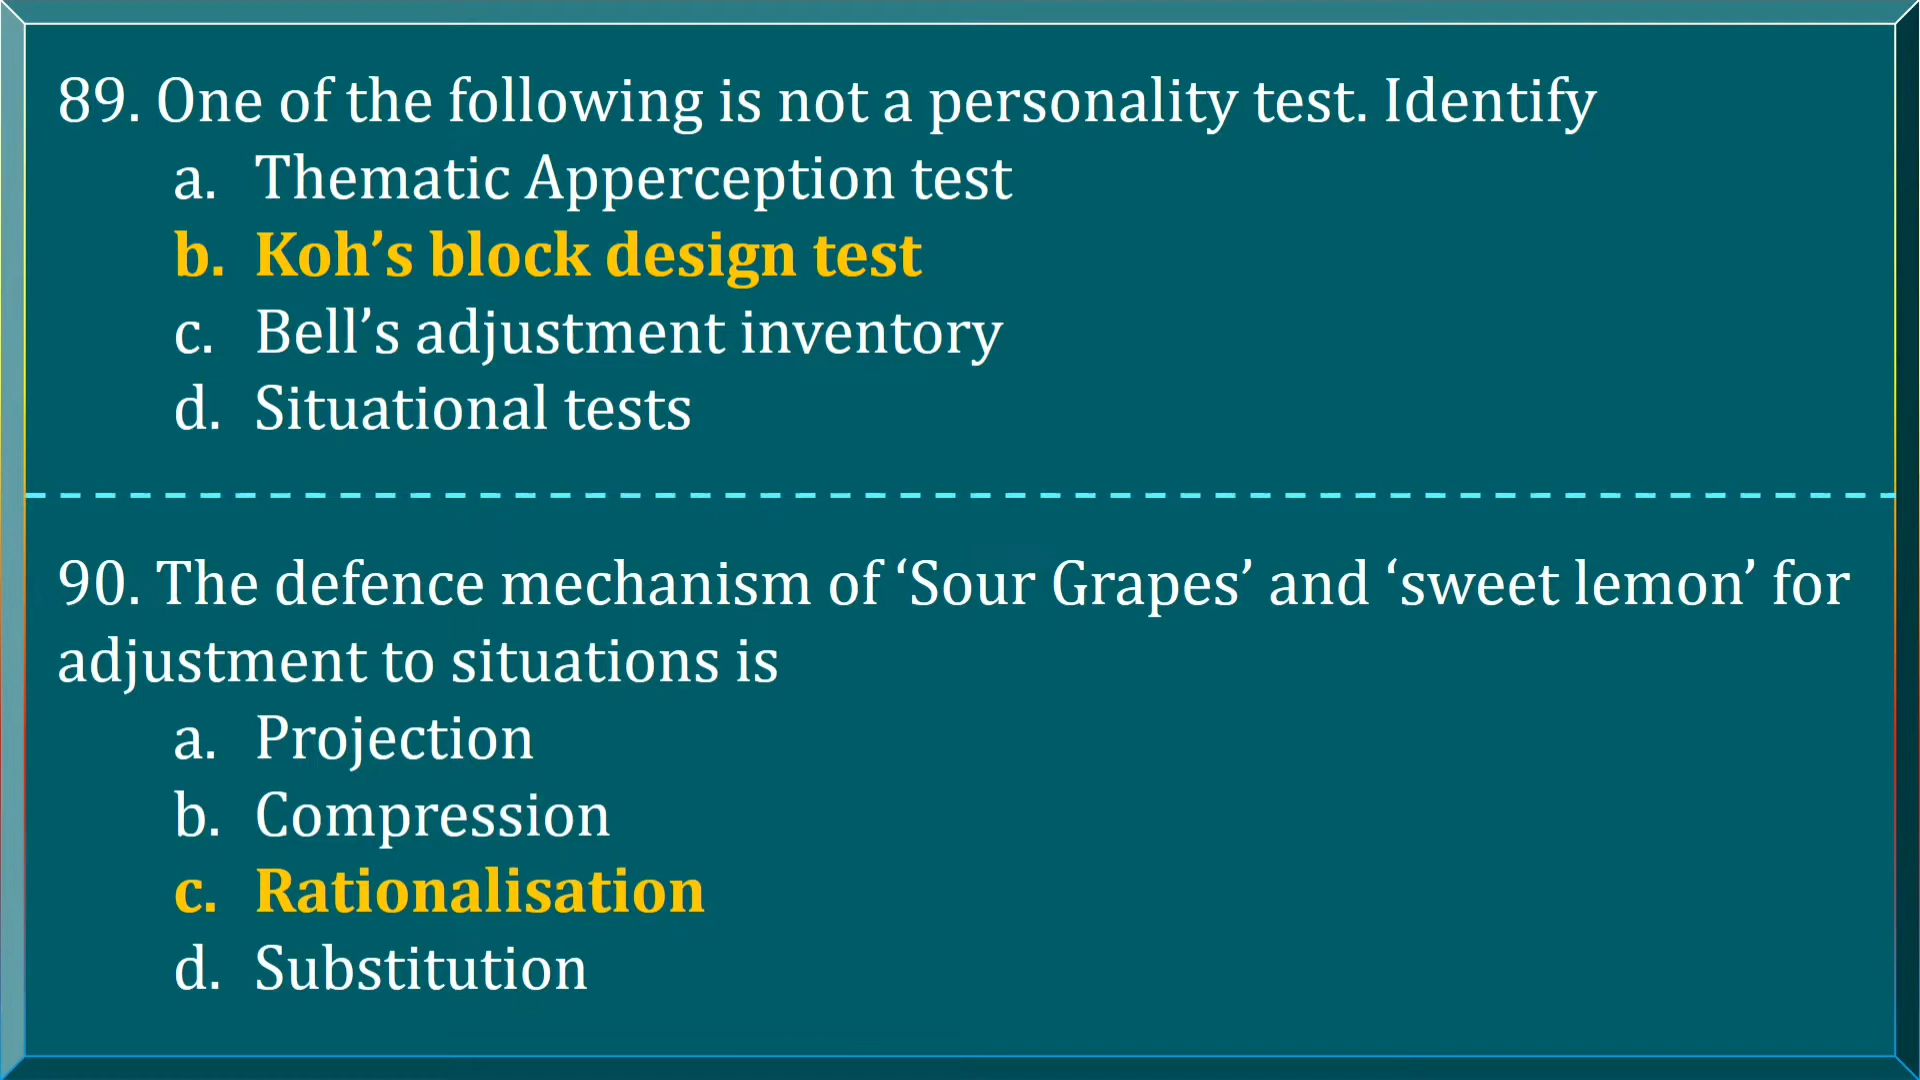 89. One of the following is not a personality test. Identify
a. Thematic Apperception test
b. Koh’s block design test
c. Bell’s adjustment inventory
d. Situational tests
90. The defence mechanism of ‘Sour Grapes’ and ‘sweet lemon’ for
adjustment to situations is
a. Projection
b. Compression
c. Rationalisation
d. Substitution